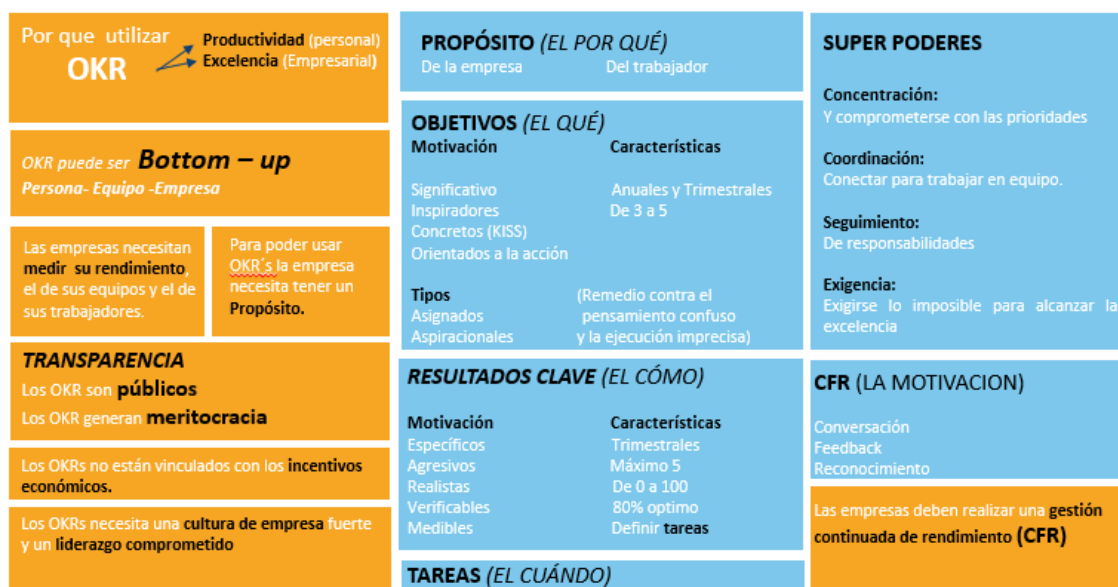 Por que utilizar
OKR
Productividad (personal)
Excelencia (Empresarial)
OKR puede ser Bottom – up
Persona- Equipo -Empresa
Las empresas necesitan
medir su rendimiento,
el de sus equipos y el de
sus trabajadores.
Para poder usar
OKR´s la empresa
necesita tener un
Propósito.
TRANSPARENCIA
Los OKR son públicos
Los OKR generan meritocracia
Los OKRs no están vinculados con los incentivos
económicos.
Los OKRs necesita una cultura de empresa fuerte
y un liderazgo comprometido
PROPÓSITO (EL POR QUÉ)
De la empresa Del trabajador
OBJETIVOS (EL QUÉ)
Motivación Características
Significativo Anuales y Trimestrales
Inspiradores De 3 a 5
Concretos (KISS)
Orientados a la acción
Tipos (Remedio contra el
Asignados pensamiento confuso
Aspiracionales y la ejecución imprecisa)
RESULTADOS CLAVE (EL CÓMO)
Motivación Características
Específicos Trimestrales
Agresivos Máximo 5
Realistas De 0 a 100
Verificables 80% optimo
Medibles Definir tareas
TAREAS (EL CUÁNDO)
SUPER PODERES
Concentración:
Y comprometerse con las prioridades
Coordinación:
Conectar para trabajar en equipo.
Seguimiento:
De responsabilidades
Exigencia:
Exigirse lo imposible para alcanzar la
excelencia
CFR (LA MOTIVACION)
Conversación
Feedback
Reconocimiento
Las empresas deben realizar una gestión
continuada de rendimiento (CFR)